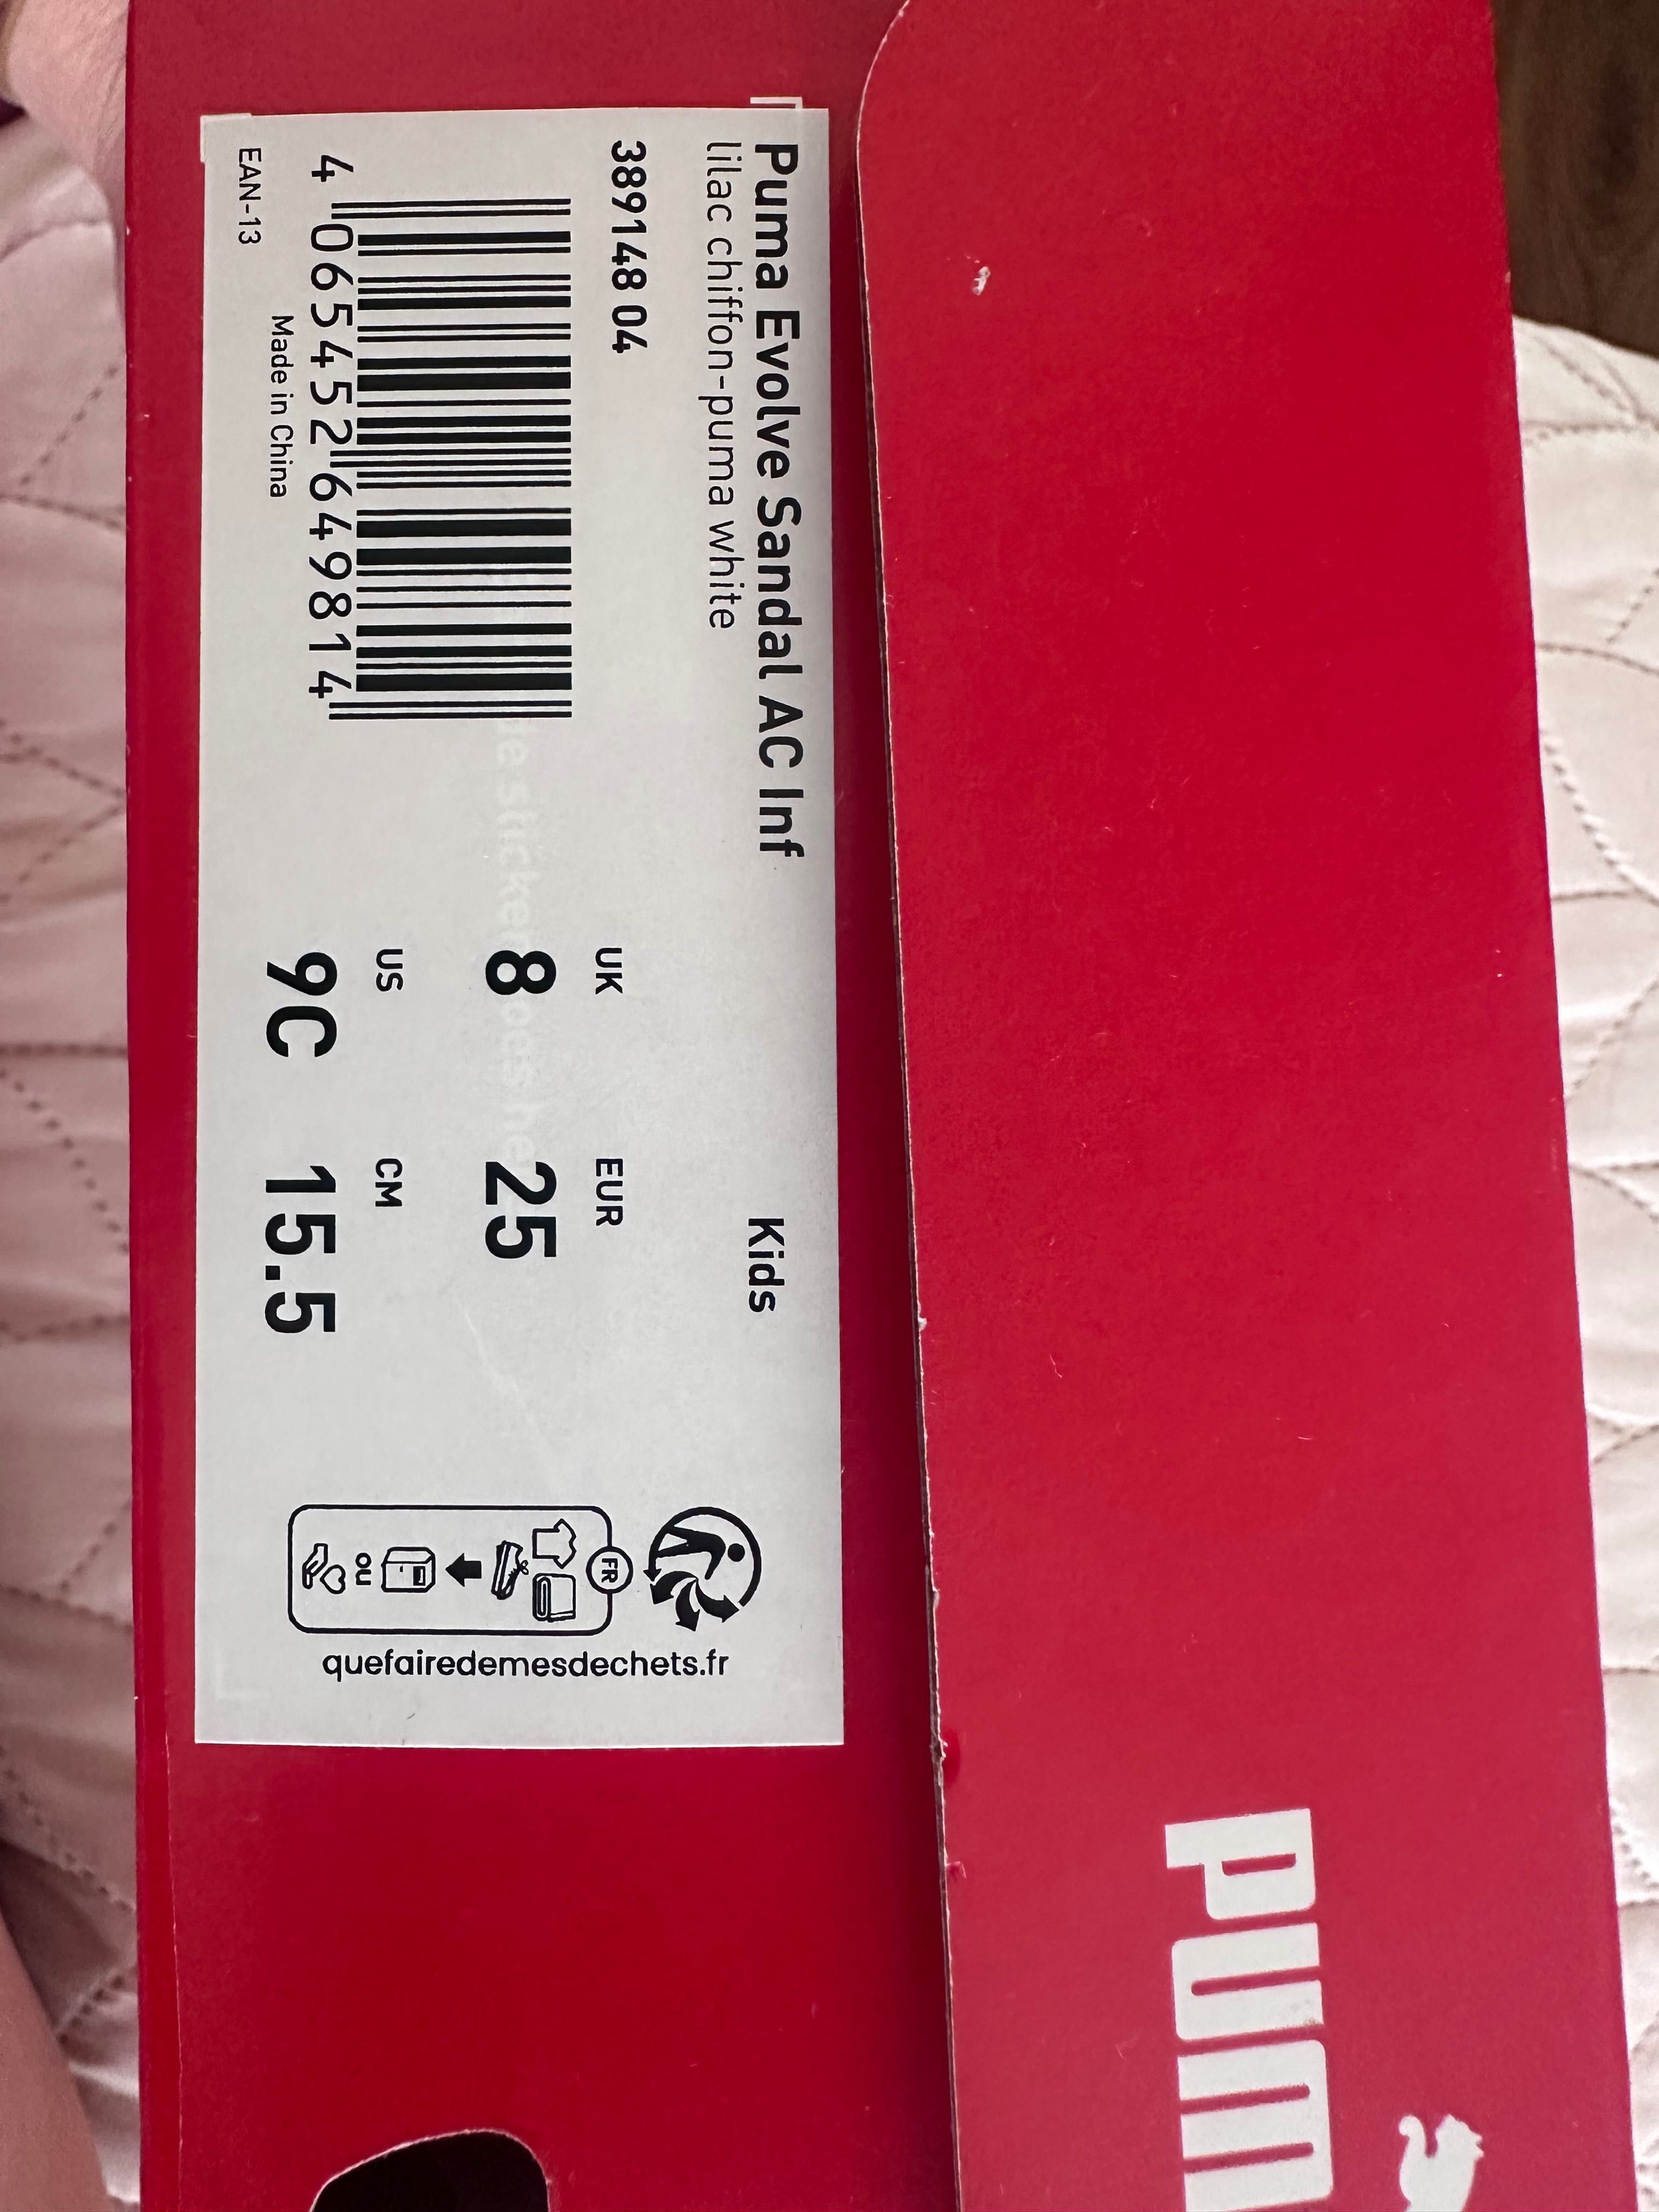 Puma Evolve Sandal AC Inf
Kids
lilac chiffon-puma white
389148 04
UK
EUR
8
25
US
CM
9C
15.5
4 065452 649814
Made in China
EAN-13
FR
OU
quefairedemesdechets.fr
PUM